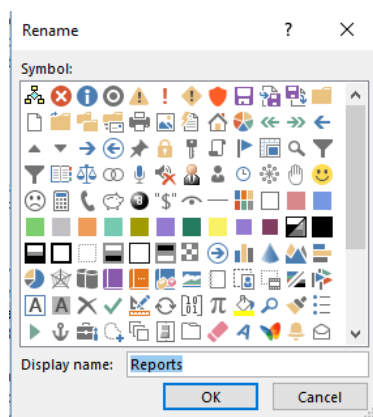 Rename ?
Symbol:
"$"
A A
π
A
Display name: Reports
OK Cancel